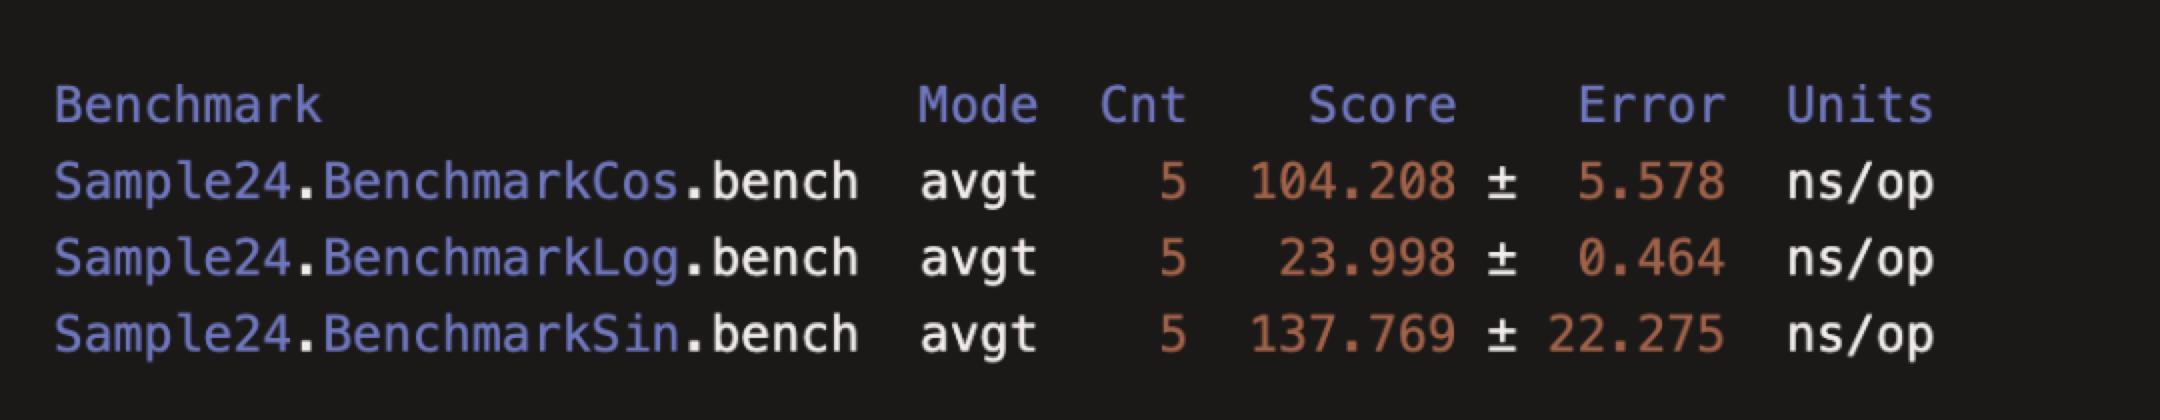 Benchmark                     Mode  Cnt    Score    Error  Units
Sample24.BenchmarkCos.bench  avgt    5  104.208 ±  5.578  ns/op
Sample24.BenchmarkLog.bench  avgt    5   23.998 ±  0.464  ns/op
Sample24.BenchmarkSin.bench  avgt    5  137.769 ± 22.275  ns/op